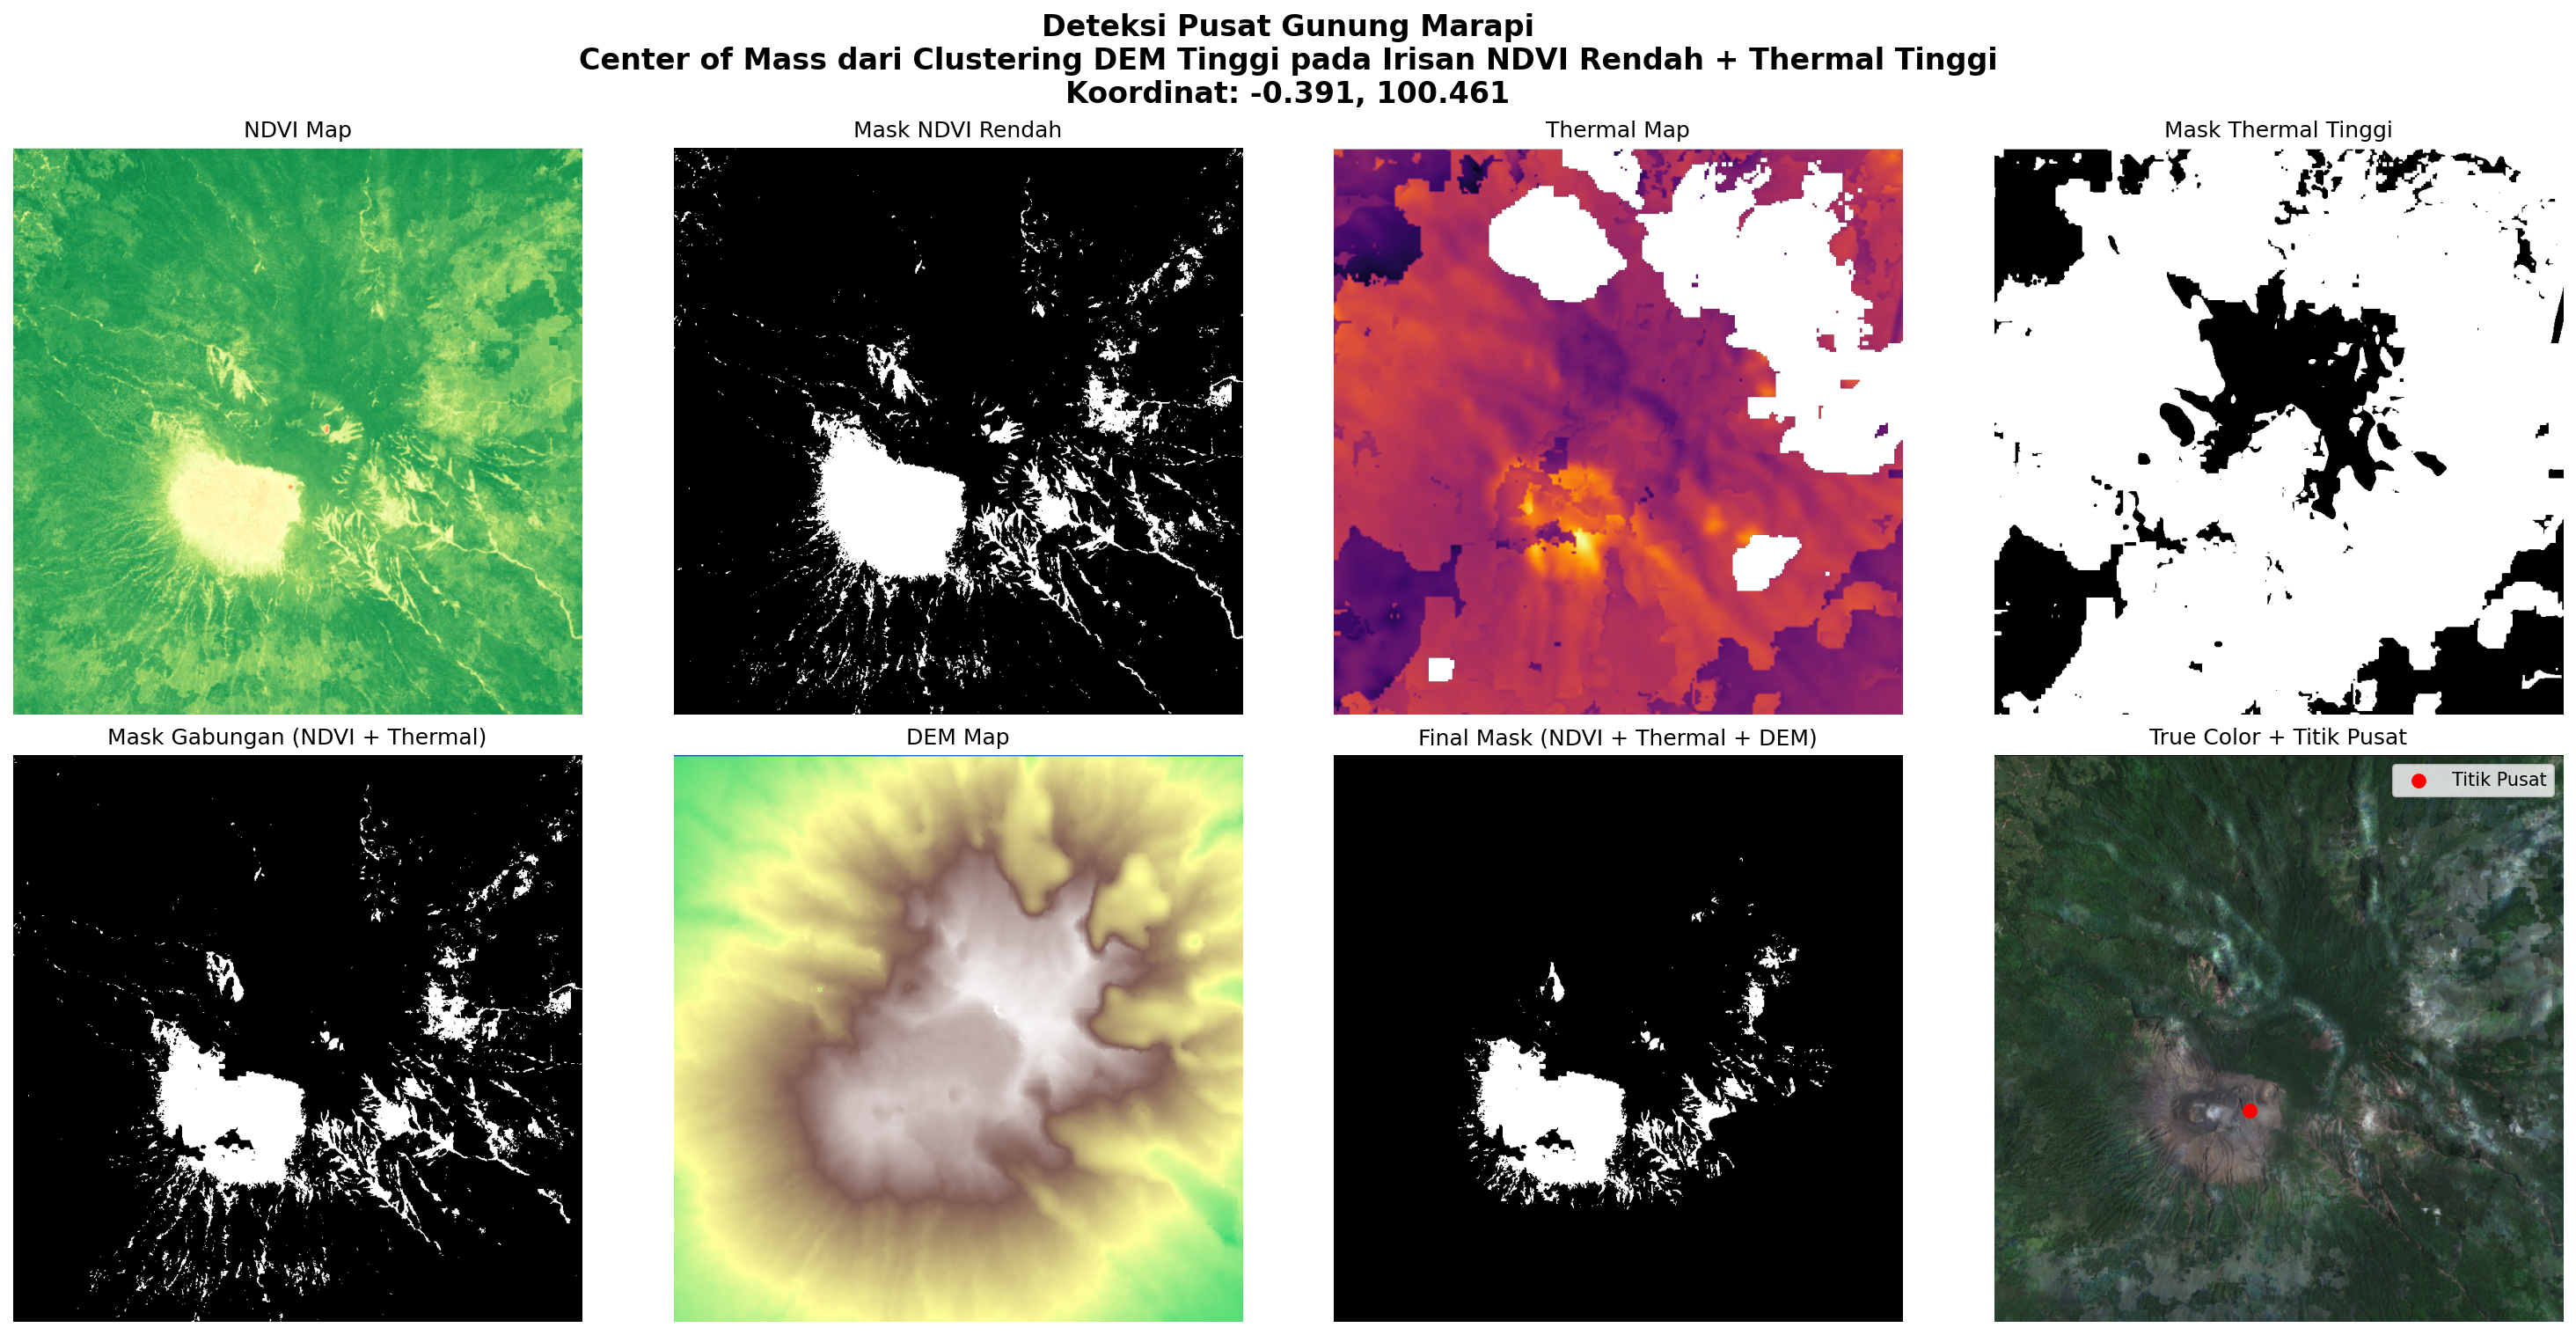 Deteksi Pusat Gunung Marapi
Center of Mass dari Clustering DEM Tinggi pada Irisan NDVI Rendah + Thermal Tinggi
Koordinat: -0.391, 100.461
NDVI Map
Mask NDVI Rendah
Thermal Map
Mask Thermal Tinggi
Mask Gabungan (NDVI + Thermal)
DEM Map
Final Mask (NDVI + Thermal + DEM)
True Color + Titik Pusat
Titik Pusat